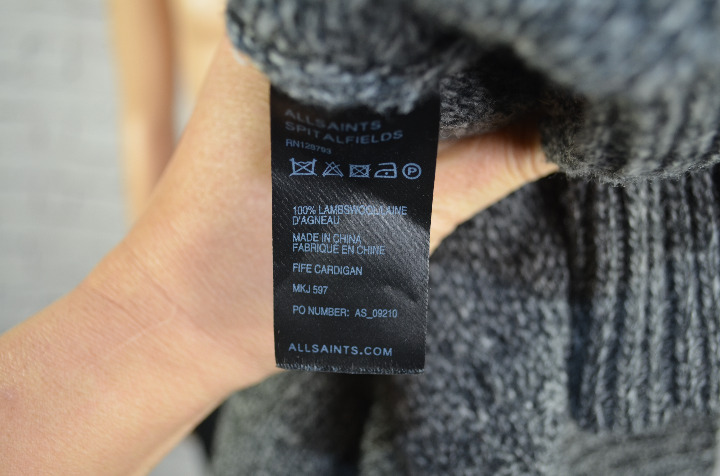 ALLSAINTS
SPITALFIELDS
RN129793
P
100% LAMBSWOOL/LAINE
D'AGNEAU
MADE IN CHINA
FABRIQUÉ EN CHINE
FIFE CARDIGAN
MKJ 597
PO NUMBER: AS_09210
ALLSAINTS.COM